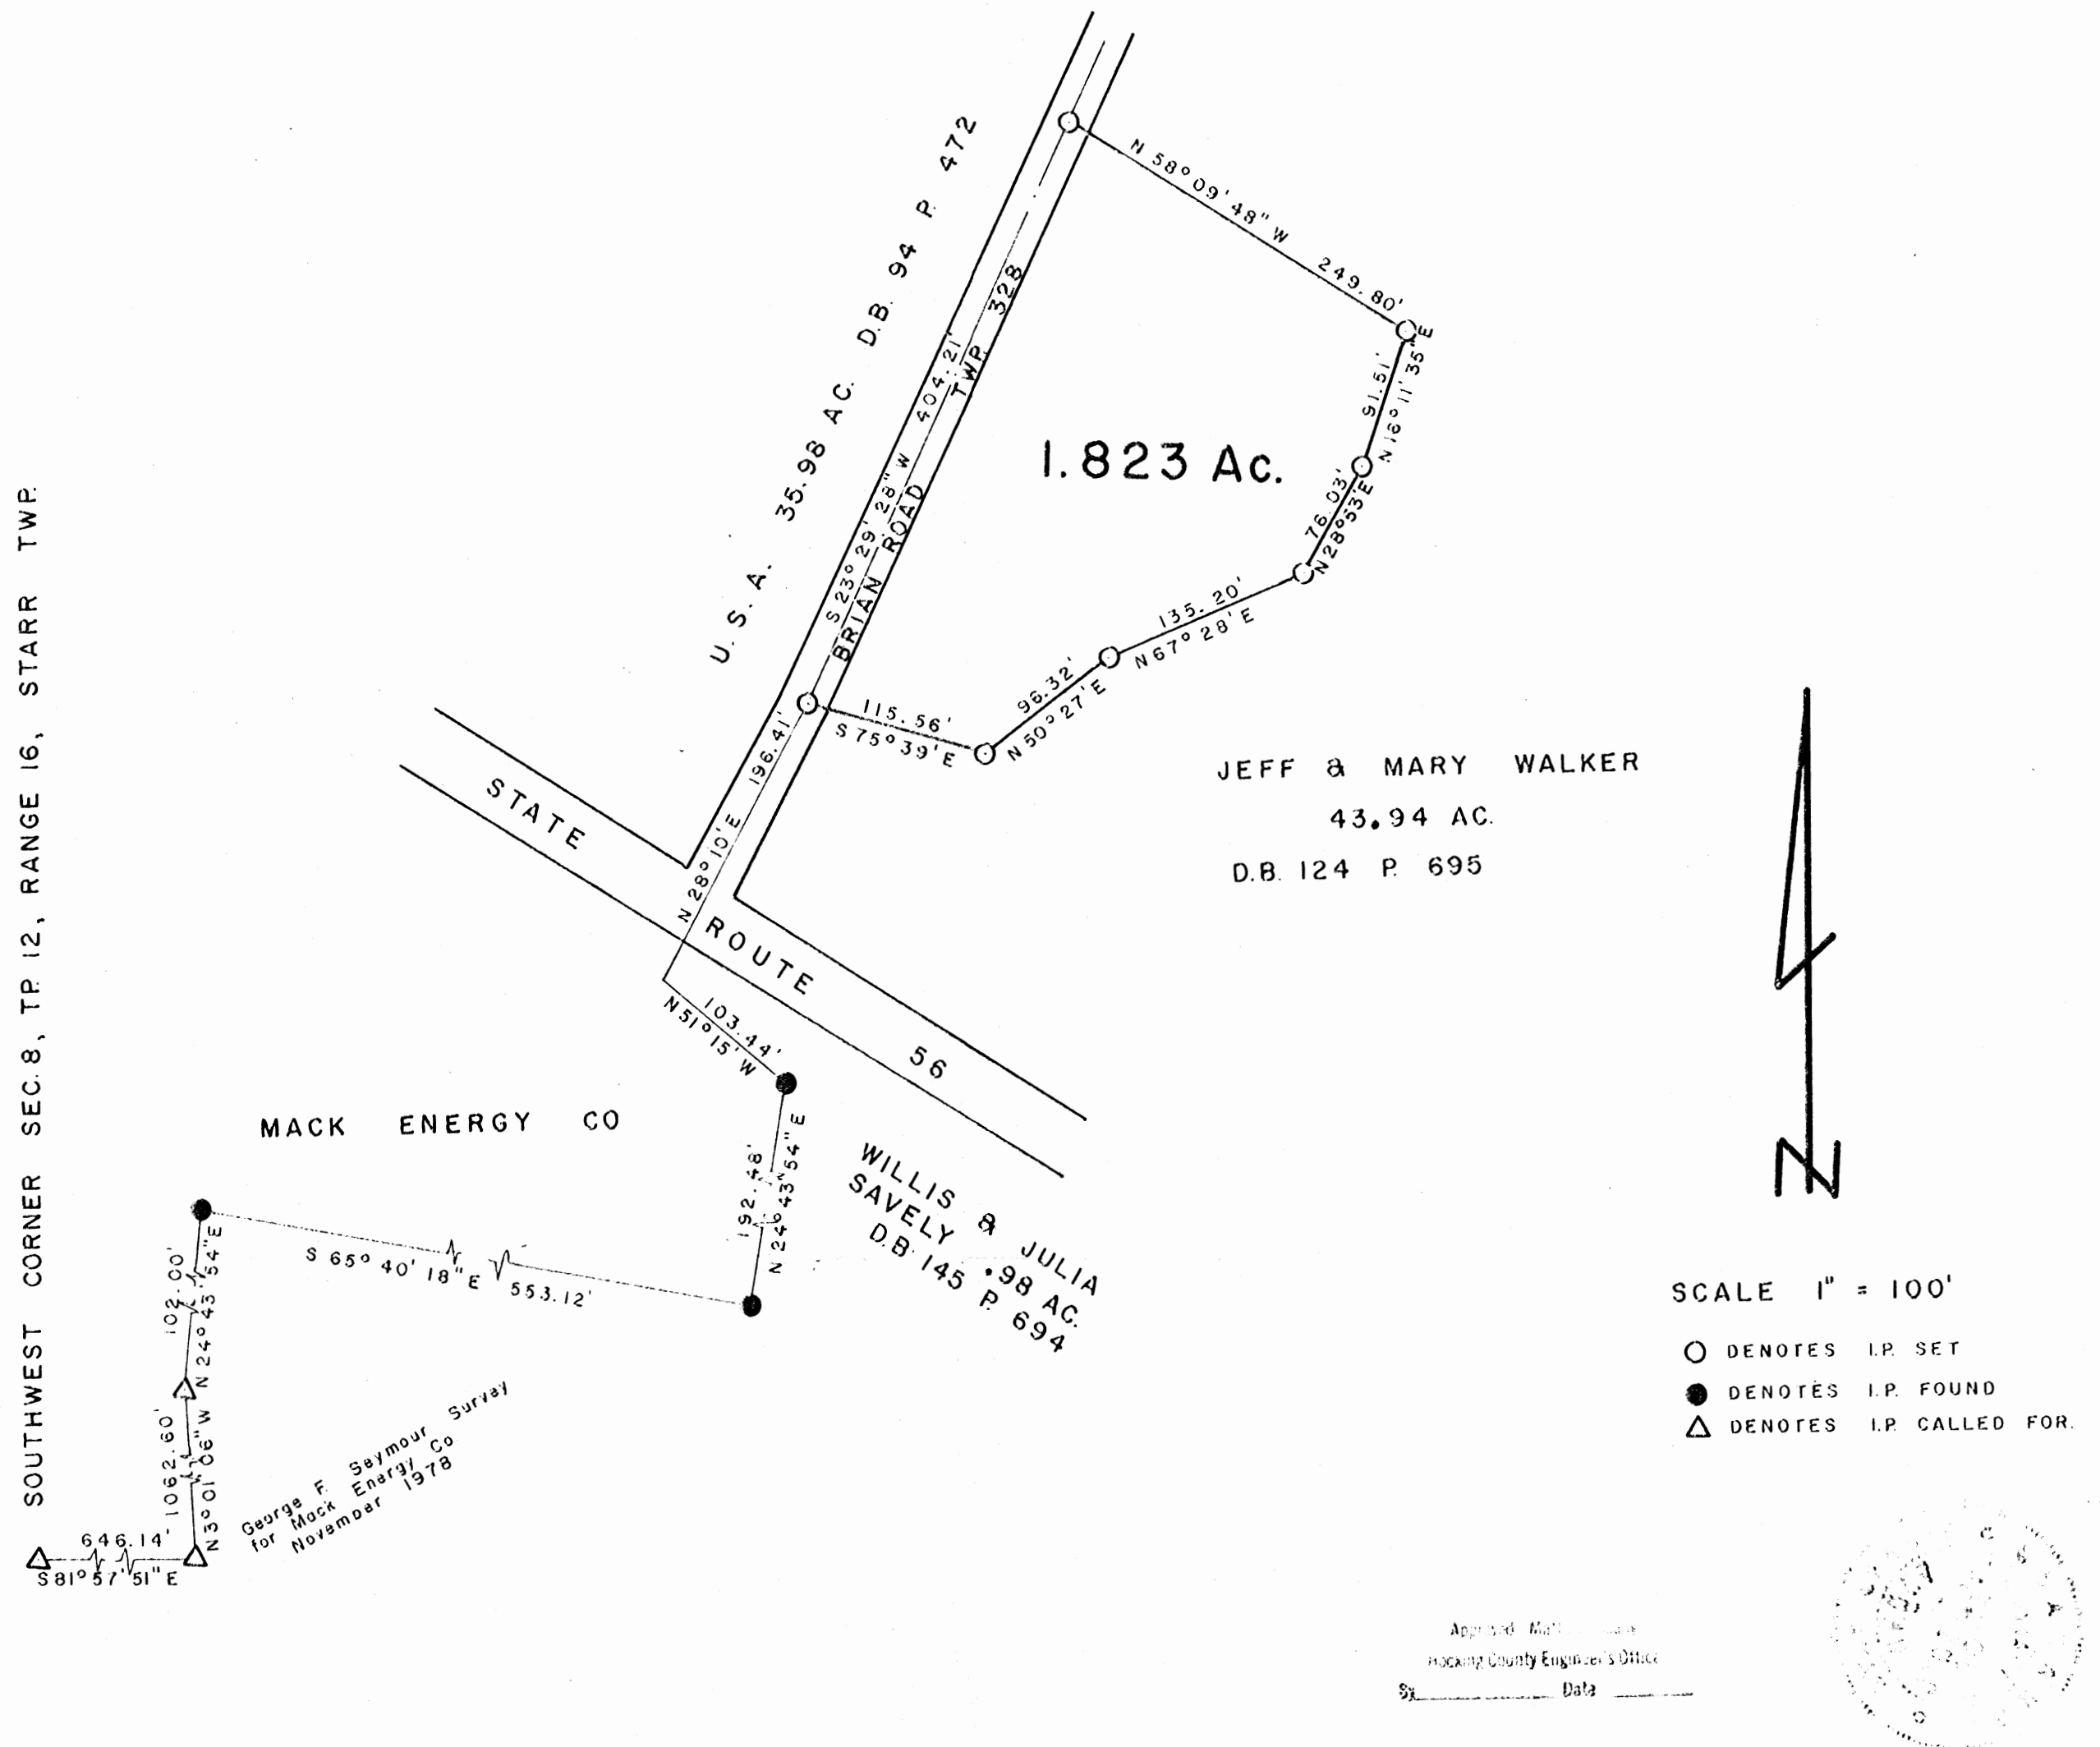 U. S. A. 35.98 AC. D.B. 94 P. 472
N 58° 09' 48" W 249.80'
S 23° 29' 28" W 404.21'
BRIAN ROAD TWP. 328
1.823 Ac.
91.51'
N 16° 11' 35" E
76.03'
N 28° 53' E
135.20'
N 67° 28' E
96.32'
N 50° 27' E
115.56'
S 75° 39' E
N 28° 10' E 196.41'
STATE ROUTE 56
JEFF & MARY WALKER
43.94 AC.
D.B. 124 P. 695
103.44'
N 51° 15' W
MACK ENERGY CO
192.48'
N 24° 43' 54" E
WILLIS & JULIA
SAVELY .98 AC.
D.B. 145 P. 694
S 65° 40' 18" E 553.12'
102.00'
N 24° 43' 54" E
1062.60'
N 3° 01' 06" W
646.14'
S 81° 57' 51" E
George F. Seymour Survey
for Mack Energy Co
November 1978
SOUTHWEST CORNER SEC. 8, TP. 12, RANGE 16, STARR TWP.
N
SCALE 1" = 100'
DENOTES I.P. SET
DENOTES I.P. FOUND
DENOTES I.P. CALLED FOR.
Approved
Hocking County Engineer's Office
By Date